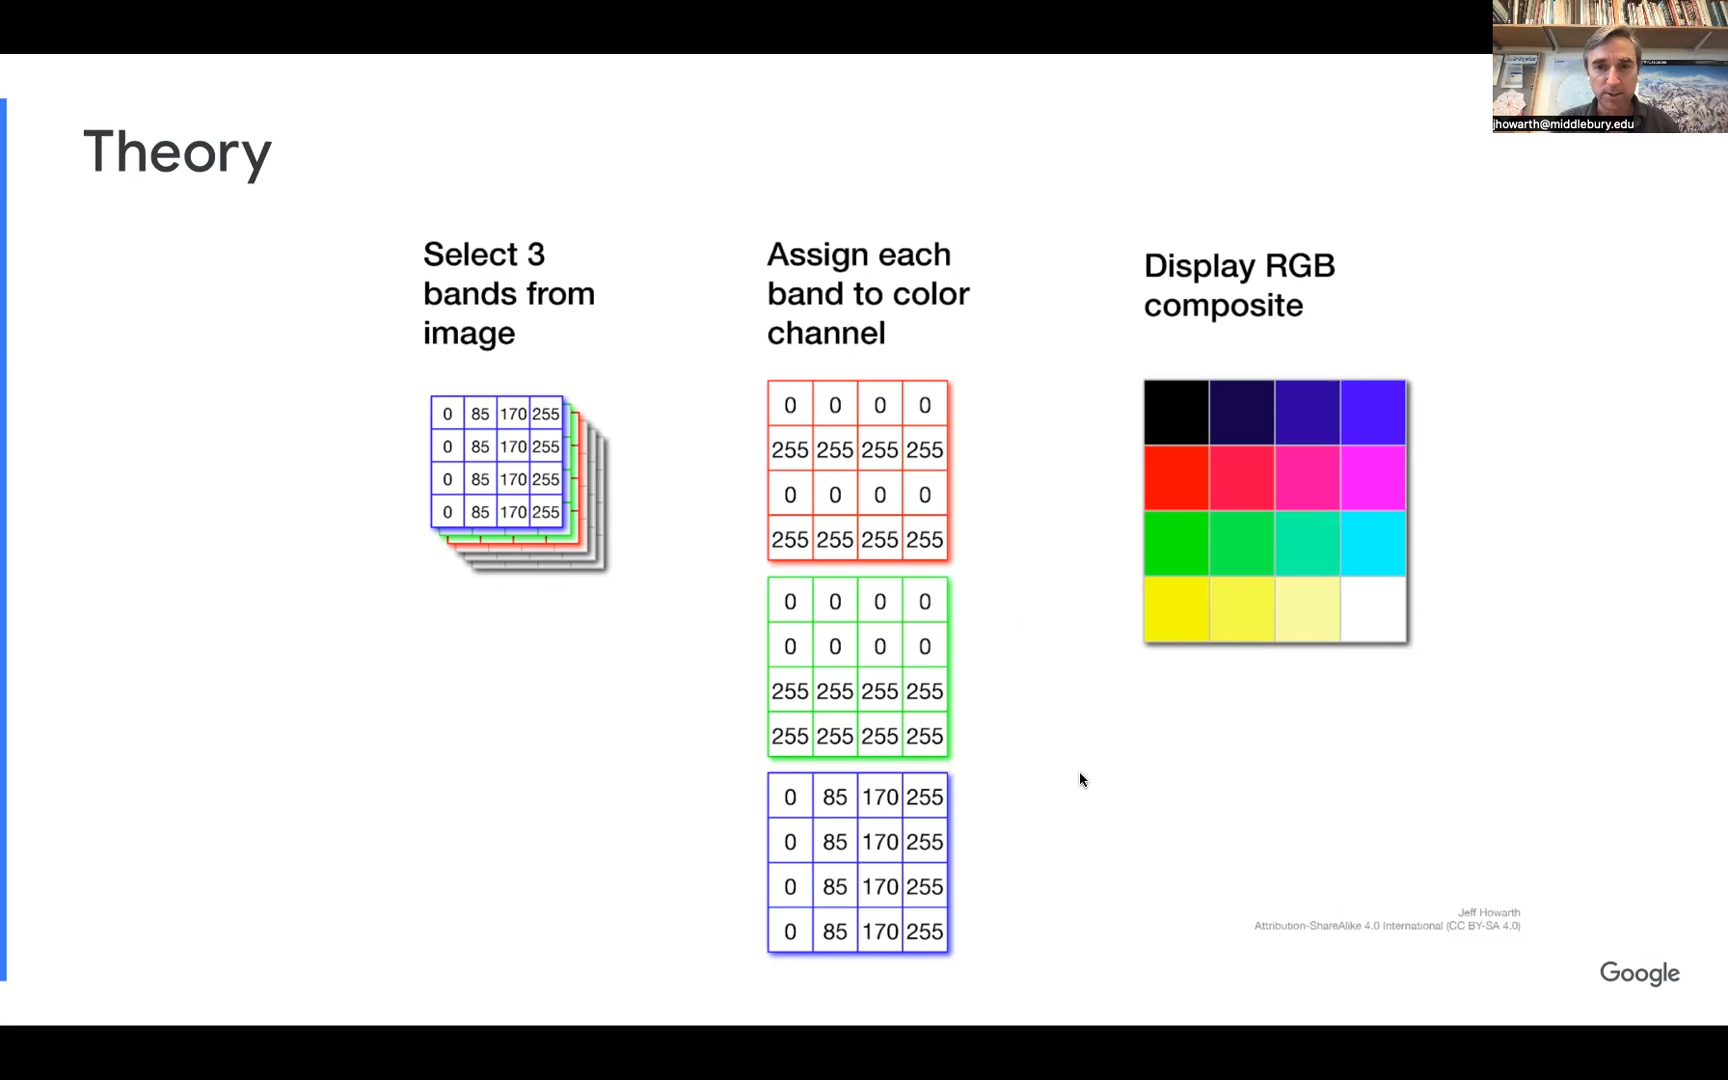 jhowarth@middlebury.edu
Theory
Select 3
bands from
image
Assign each
band to color
channel
Display RGB
composite
0 85 170 255
0 85 170 255
0 85 170 255
0 85 170 255
0 0 0 0
255 255 255 255
0 0 0 0
255 255 255 255
0 0 0 0
0 0 0 0
255 255 255 255
255 255 255 255
0 85 170 255
0 85 170 255
0 85 170 255
0 85 170 255
Jeff Howarth
Attribution-ShareAlike 4.0 International (CC BY-SA 4.0)
Google